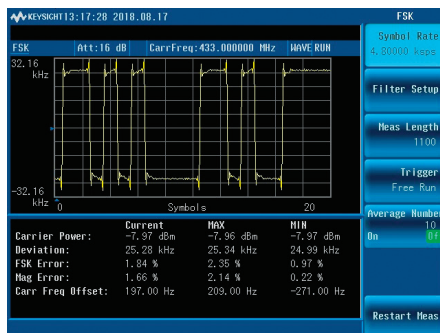 KEYSIGHT 13:17:28 2018.08.17
FSK
FSK Att:16 dB CarrFreq:433.000000 MHz WAVE RUN
Symbol Rate
4.80000 ksps
32.16
kHz
Filter Setup
Meas Length
1100
Trigger
Free Run
-32.16
kHz
0 Symbols 20
Average Number
10
On Off
Current MAX MIN
Carrier Power: -7.97 dBm -7.96 dBm -7.97 dBm
Deviation: 25.28 kHz 25.34 kHz 24.99 kHz
FSK Error: 1.84 % 2.35 % 0.97 %
Mag Error: 1.66 % 2.14 % 0.22 %
Carr Freq Offset: 197.00 Hz 209.00 Hz -271.00 Hz
Restart Meas